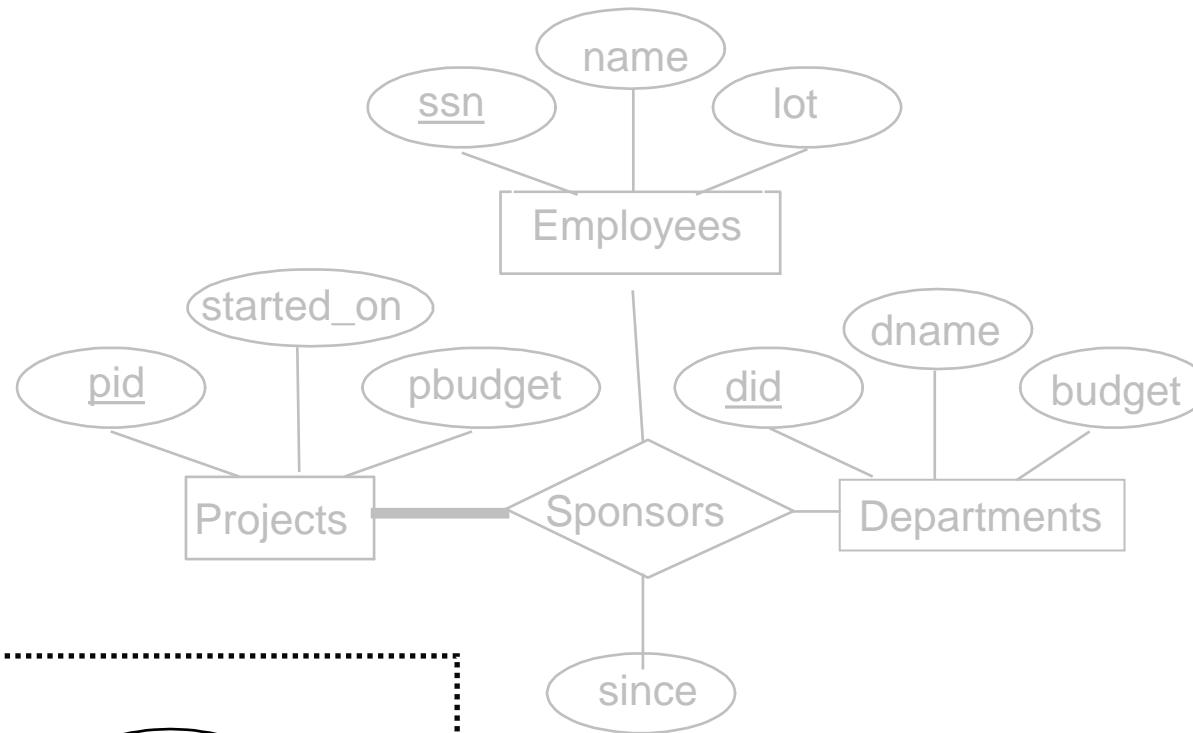 name
ssn
lot
Employees
started_on
dname
pid
pbudget
did
budget
Projects
Sponsors
Departments
since